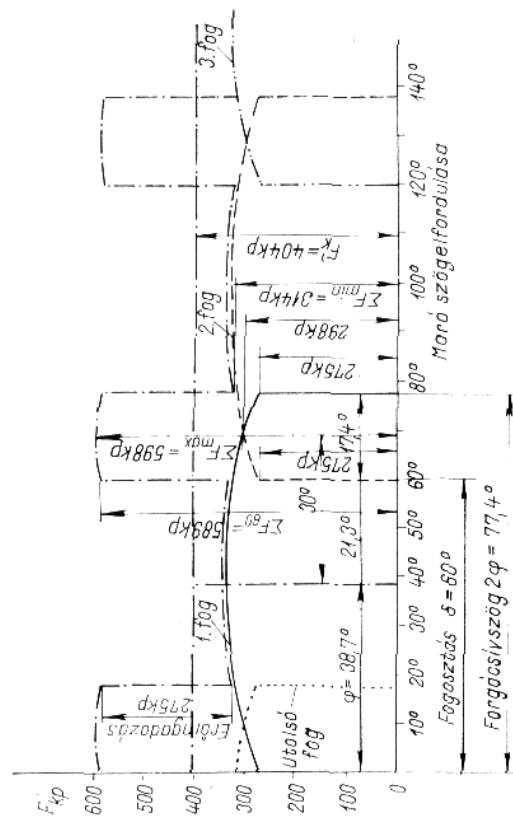 F
kp
600
500
400
300
200
100
0
Erőingadozás
275kp
1.fog
ΣF60=
589kp
ΣFmax=598kp
275kp
30°
utolsó
fog
φ=38,7°
21,3°
17,4°
275kp
298kp
ΣFmin=314kp
F'k=404kp
2.fog
3.fog
10°
20°
30°
40°
50°
60°
80°
100°
120°
140°
Maró szögelfordulása
Fogosztás δ=60°
Forgácsívszög 2φ=77,4°